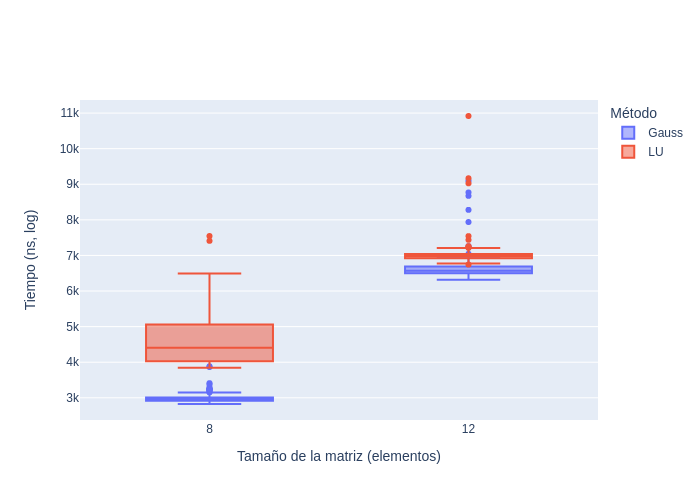 11k
10k
9k
8k
7k
6k
5k
4k
3k
Tiempo (ns, log)
8
12
Tamaño de la matriz (elementos)
Método
Gauss
LU